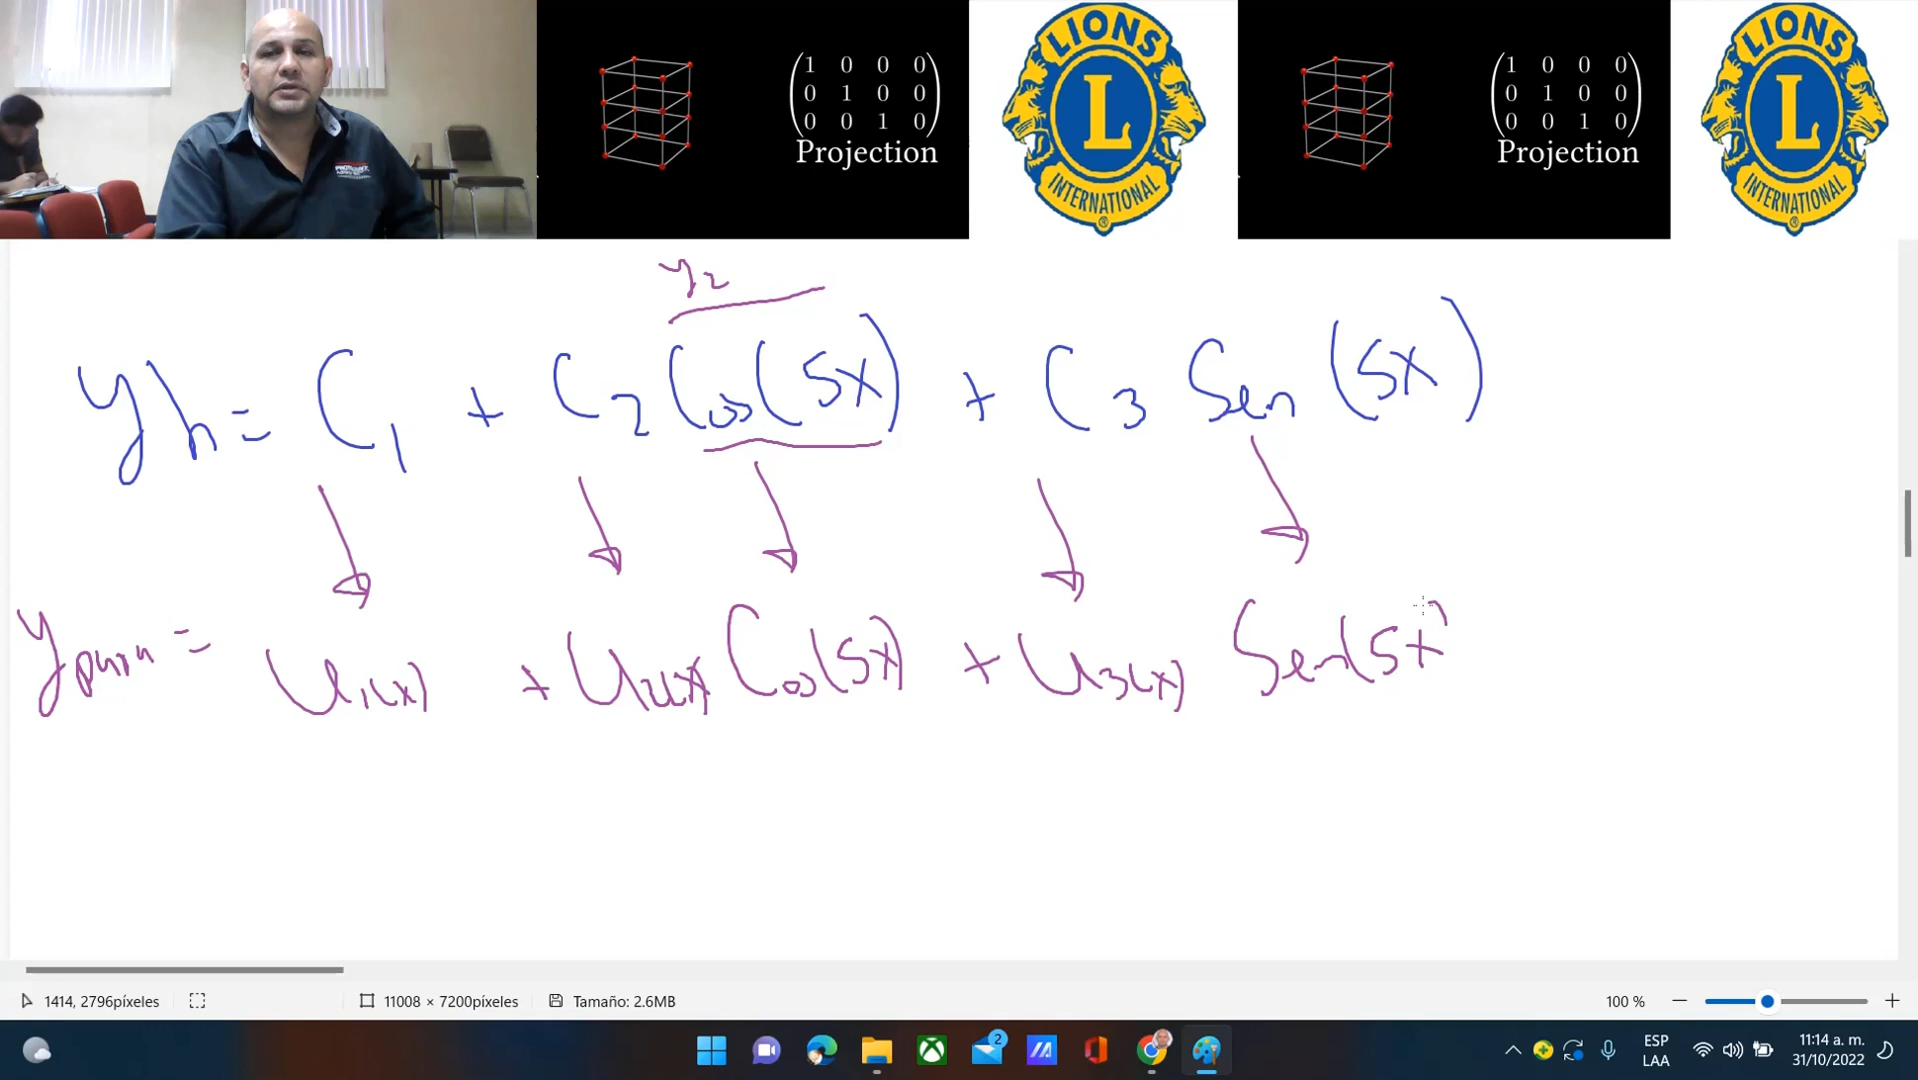 1 0 0 0
0 1 0 0
0 0 1 0
Projection
LIONS
L
INTERNATIONAL
®
1 0 0 0
0 1 0 0
0 0 1 0
Projection
LIONS
L
INTERNATIONAL
®
y2
yh = C1 + C2 Cos(5x) + C3 Sen(5x)
= u1(x) + u2(x) Cos(5x) + u3(x) Sen(5x)
1414, 2796píxeles
11008 × 7200píxeles
Tamaño: 2.6MB
100 %
2
ESP
LAA
11:14 a. m.
31/10/2022